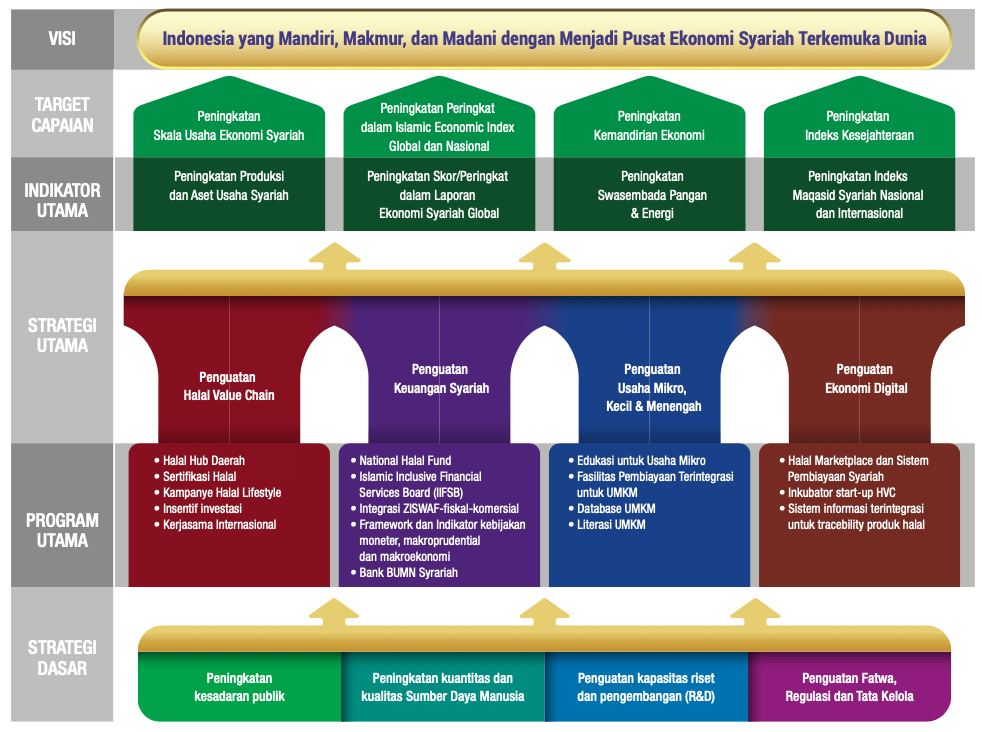 VISI
Indonesia yang Mandiri, Makmur, dan Madani dengan Menjadi Pusat Ekonomi Syariah Terkemuka Dunia
TARGET
CAPAIAN
Peningkatan
Skala Usaha Ekonomi Syariah
Peningkatan Peringkat
dalam Islamic Economic Index
Global dan Nasional
Peningkatan
Kemandirian Ekonomi
Peningkatan
Indeks Kesejahteraan
INDIKATOR
UTAMA
Peningkatan Produksi
dan Aset Usaha Syariah
Peningkatan Skor/Peringkat
dalam Laporan
Ekonomi Syariah Global
Peningkatan
Swasembada Pangan
& Energi
Peningkatan Indeks
Maqasid Syariah Nasional
dan Internasional
STRATEGI
UTAMA
Penguatan
Halal Value Chain
Penguatan
Keuangan Syariah
Penguatan
Usaha Mikro,
Kecil & Menengah
Penguatan
Ekonomi Digital
PROGRAM
UTAMA
• Halal Hub Daerah
• Sertifikasi Halal
• Kampanye Halal Lifestyle
• Insentif investasi
• Kerjasama Internasional
• National Halal Fund
• Islamic Inclusive Financial
Services Board (IIFSB)
• Integrasi ZISWAF-fiskal-komersial
• Framework dan Indikator kebijakan
moneter, makroprudential
dan makroekonomi
• Bank BUMN Syrariah
• Edukasi untuk Usaha Mikro
• Fasilitas Pembiayaan Terintegrasi
untuk UMKM
• Database UMKM
• Literasi UMKM
• Halal Marketplace dan Sistem
Pembiayaan Syariah
• Inkubator start-up HVC
• Sistem informasi terintegrasi
untuk tracebility produk halal
STRATEGI
DASAR
Peningkatan
kesadaran publik
Peningkatan kuantitas dan
kualitas Sumber Daya Manusia
Penguatan kapasitas riset
dan pengembangan (R&D)
Penguatan Fatwa,
Regulasi dan Tata Kelola